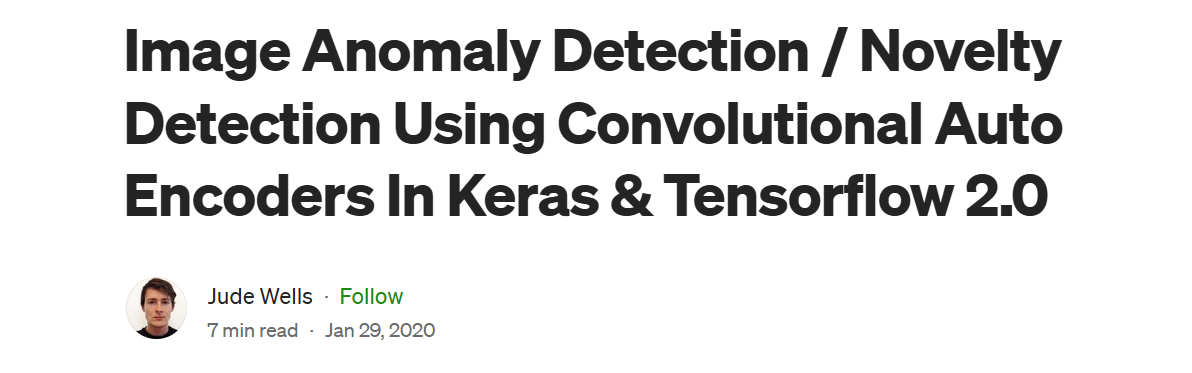 Image Anomaly Detection / Novelty
Detection Using Convolutional Auto
Encoders In Keras & Tensorflow 2.0
Jude Wells · Follow
7 min read · Jan 29, 2020